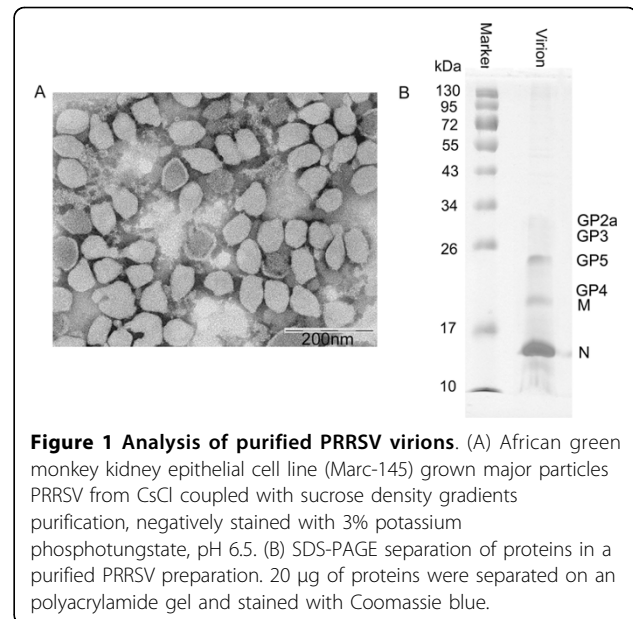 A
200nm
B
kDa
Marker
Virion
130
95
72
55
43
34
26
17
10
GP2a
GP3
GP5
GP4
M
N
Figure 1 Analysis of purified PRRSV virions. (A) African green
monkey kidney epithelial cell line (Marc-145) grown major particles
PRRSV from CsCl coupled with sucrose density gradients
purification, negatively stained with 3% potassium
phosphotungstate, pH 6.5. (B) SDS-PAGE separation of proteins in a
purified PRRSV preparation. 20 μg of proteins were separated on an
polyacrylamide gel and stained with Coomassie blue.